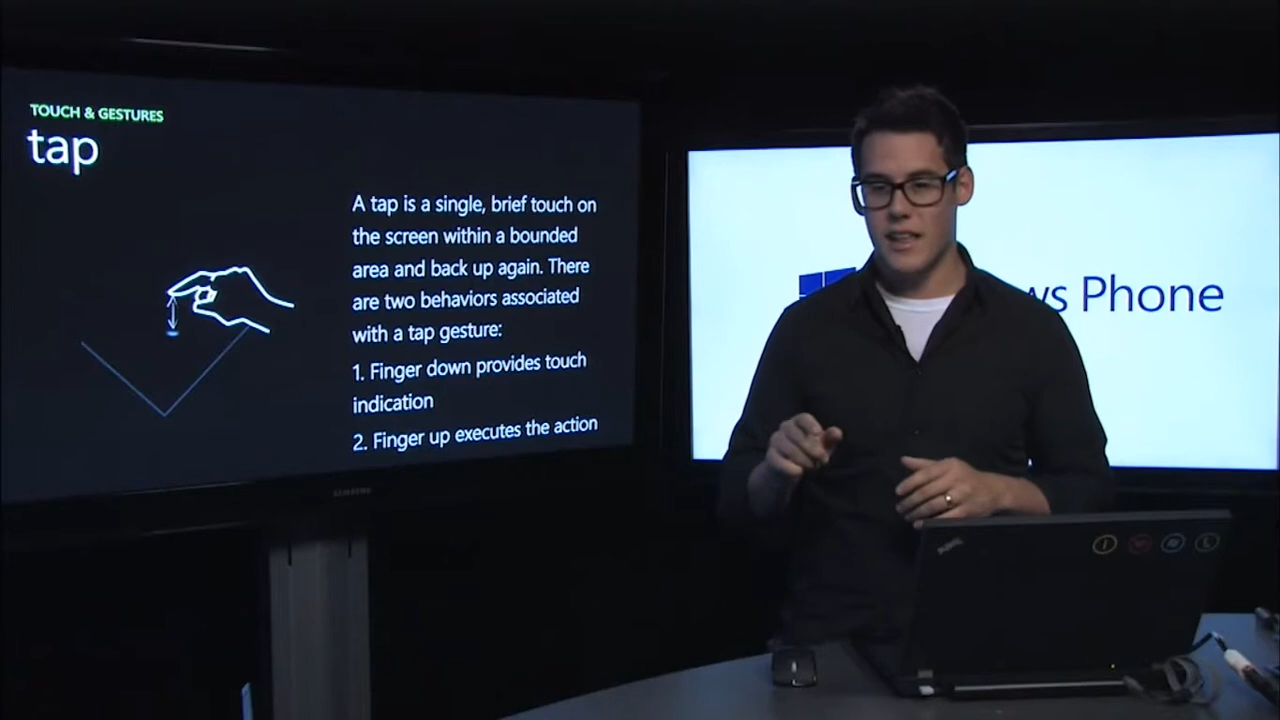 TOUCH & GESTURES
tap
A tap is a single, brief touch on
the screen within a bounded
area and back up again. There
are two behaviors associated
with a tap gesture:
1. Finger down provides touch
indication
2. Finger up executes the action
SAMSUNG
ws Phone
ThinkPad